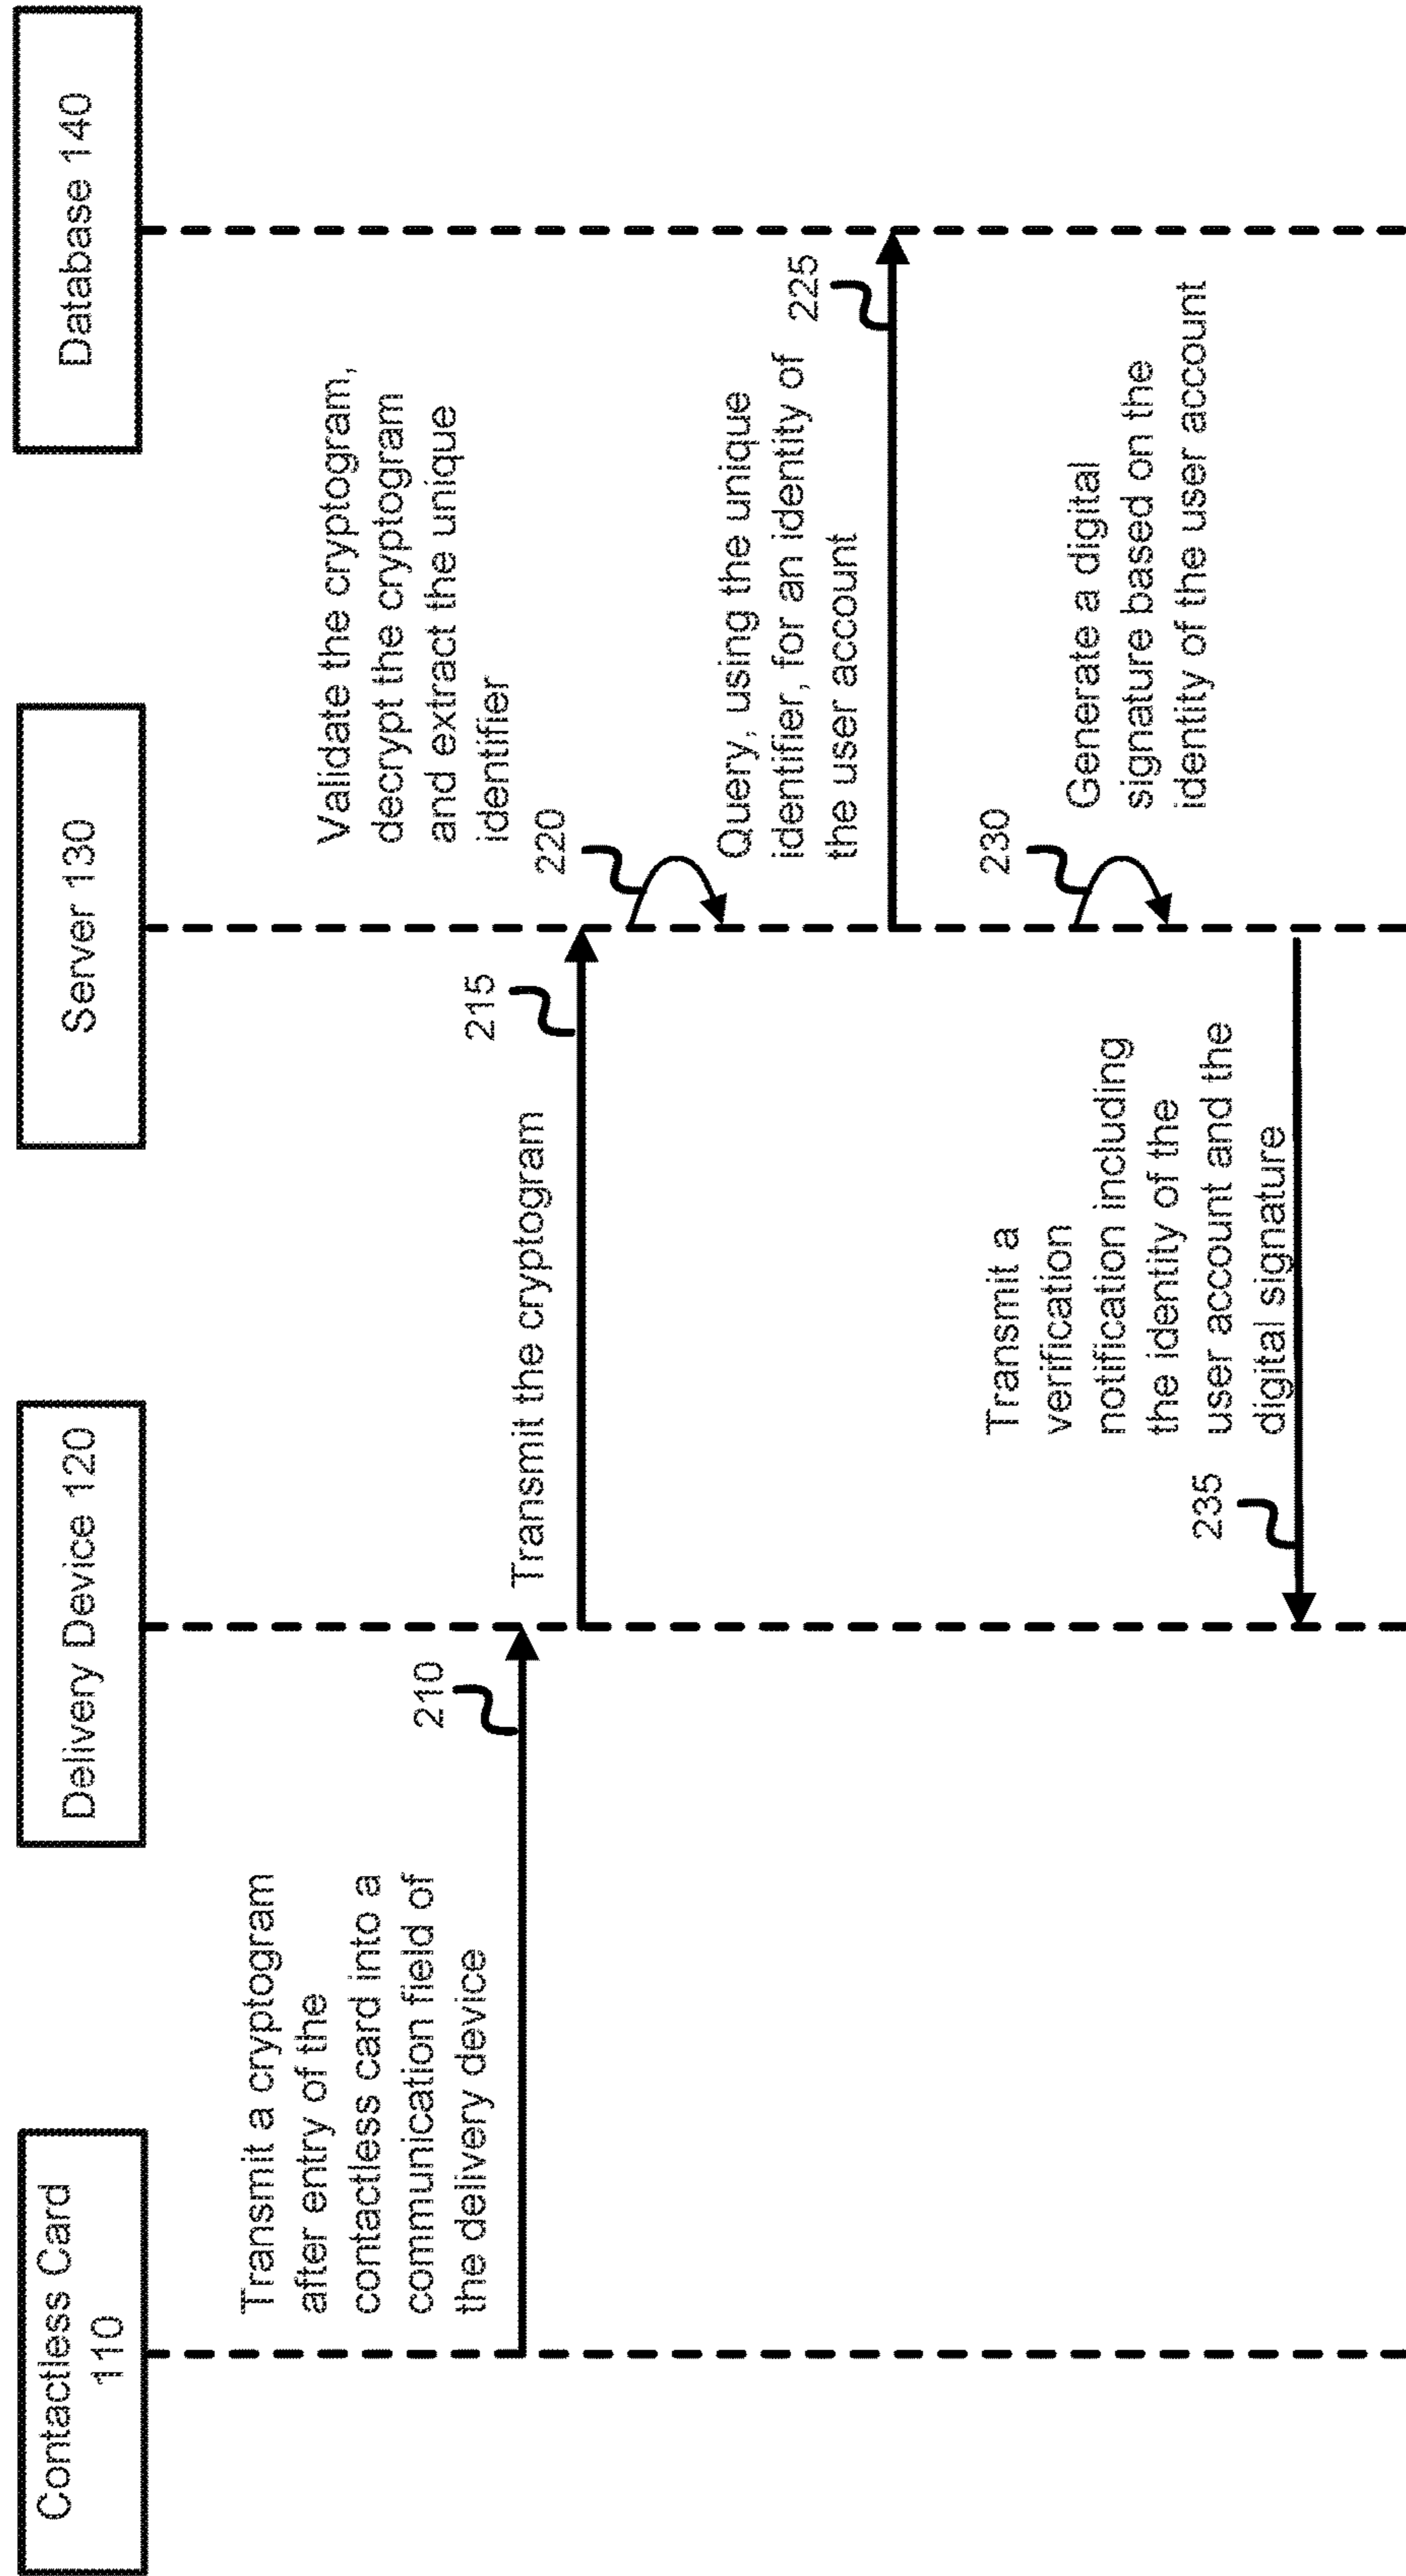 Contactless Card
110
Delivery Device 120
Server 130
Database 140
Transmit a cryptogram
after entry of the
contactless card into a
communication field of
the delivery device
210
Transmit the cryptogram
215
Validate the cryptogram,
decrypt the cryptogram
and extract the unique
identifier
220
Query, using the unique
identifier, for an identity of
the user account
225
230
Generate a digital
signature based on the
identity of the user account
Transmit a
verification
notification including
the identity of the
user account and the
digital signature
235